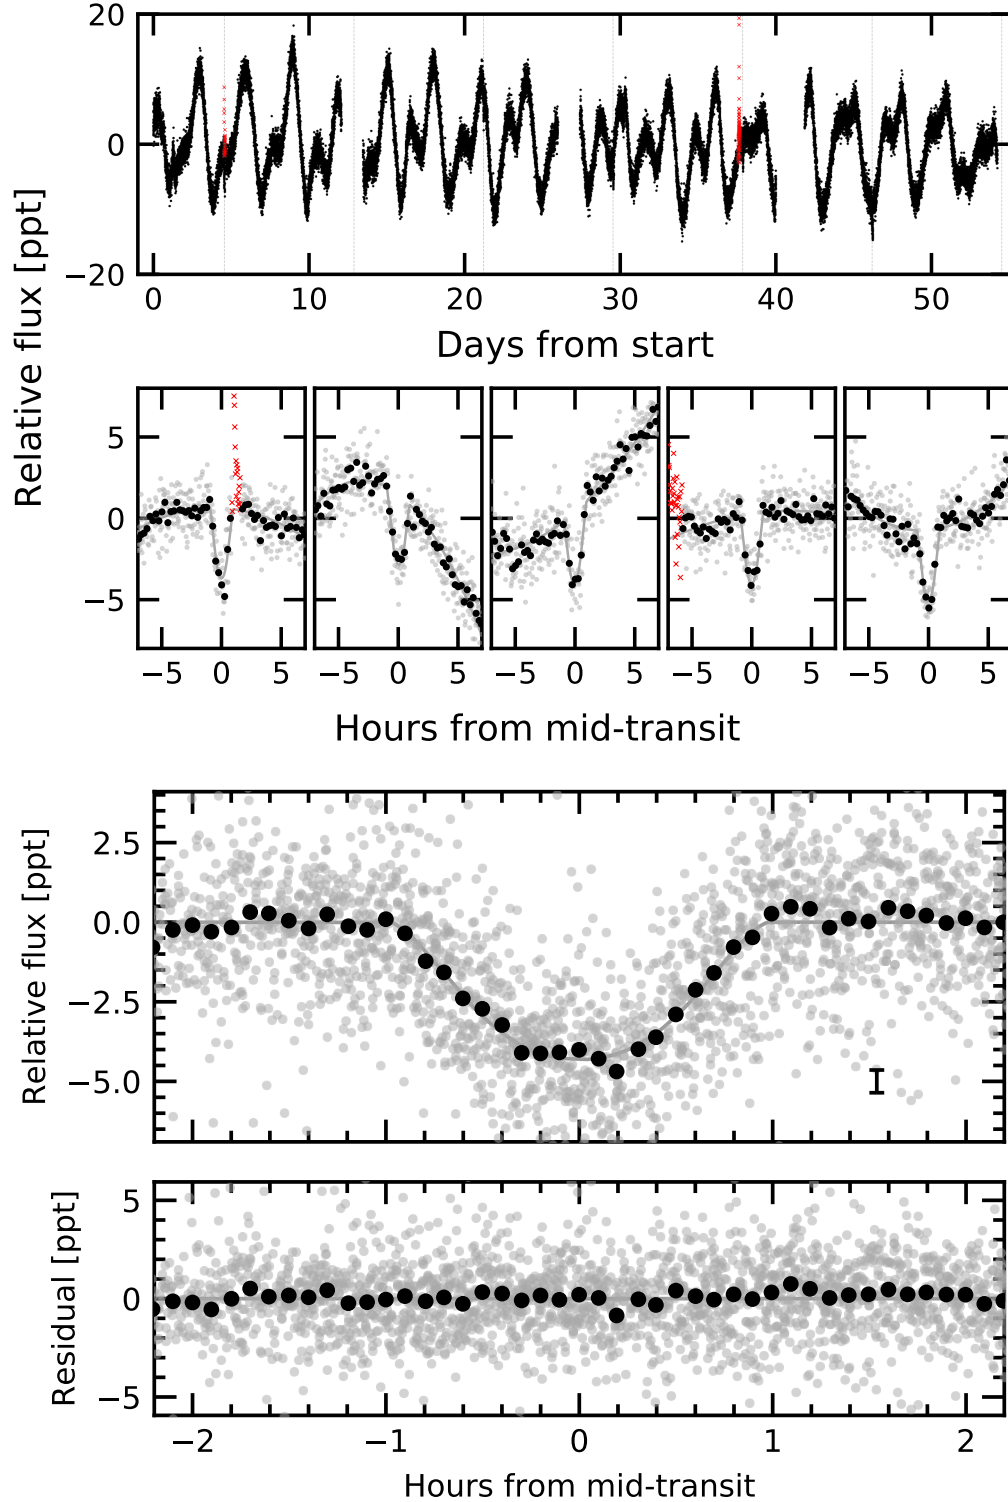 Relative flux [ppt]
20
0
−20
0 10 20 30 40 50
Days from start
5
0
−5
−5 0 5 −5 0 5 −5 0 5 −5 0 5 −5 0 5
Hours from mid-transit
Relative flux [ppt]
2.5
0.0
−2.5
−5.0
Residual [ppt]
5
0
−5
−2 −1 0 1 2
Hours from mid-transit